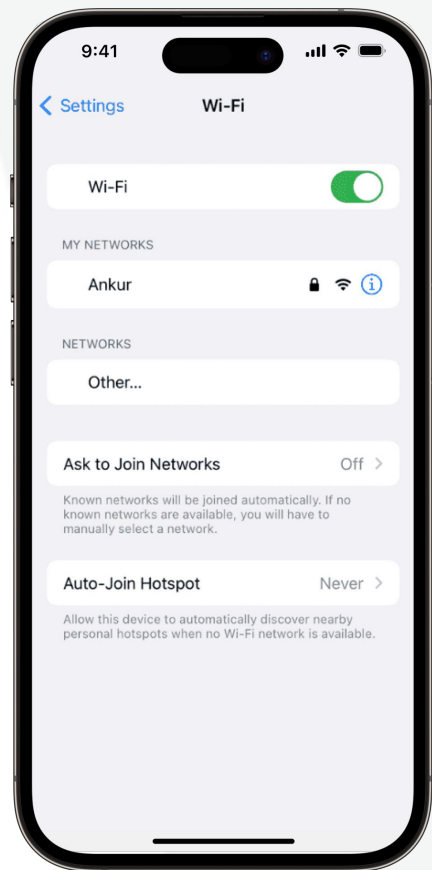 9:41
Settings
Wi-Fi
Wi-Fi
MY NETWORKS
Ankur
NETWORKS
Other...
Ask to Join Networks Off
Known networks will be joined automatically. If no
known networks are available, you will have to
manually select a network.
Auto-Join Hotspot Never
Allow this device to automatically discover nearby
personal hotspots when no Wi-Fi network is available.